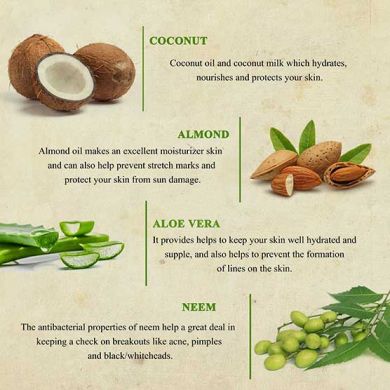 COCONUT
Coconut oil and coconut milk which hydrates,
nourishes and protects your skin.
ALMOND
Almond oil makes an excellent moisturizer skin
and can also help prevent stretch marks and
protect your skin from sun damage.
ALOE VERA
It provides helps to keep your skin well hydrated and
supple, and also helps to prevent the formation
of lines on the skin.
NEEM
The antibacterial properties of neem help a great deal in
keeping a check on breakouts like acne, pimples
and black/whiteheads.